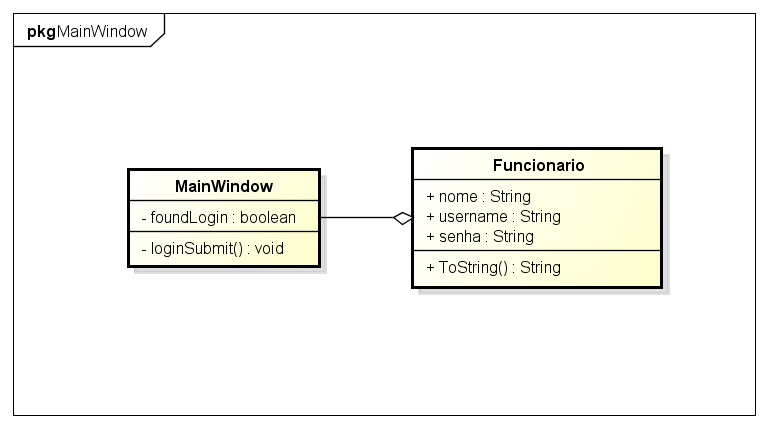 pkgMainWindow
MainWindow
- foundLogin : boolean
- loginSubmit() : void
Funcionario
+ nome : String
+ username : String
+ senha : String
+ ToString() : String